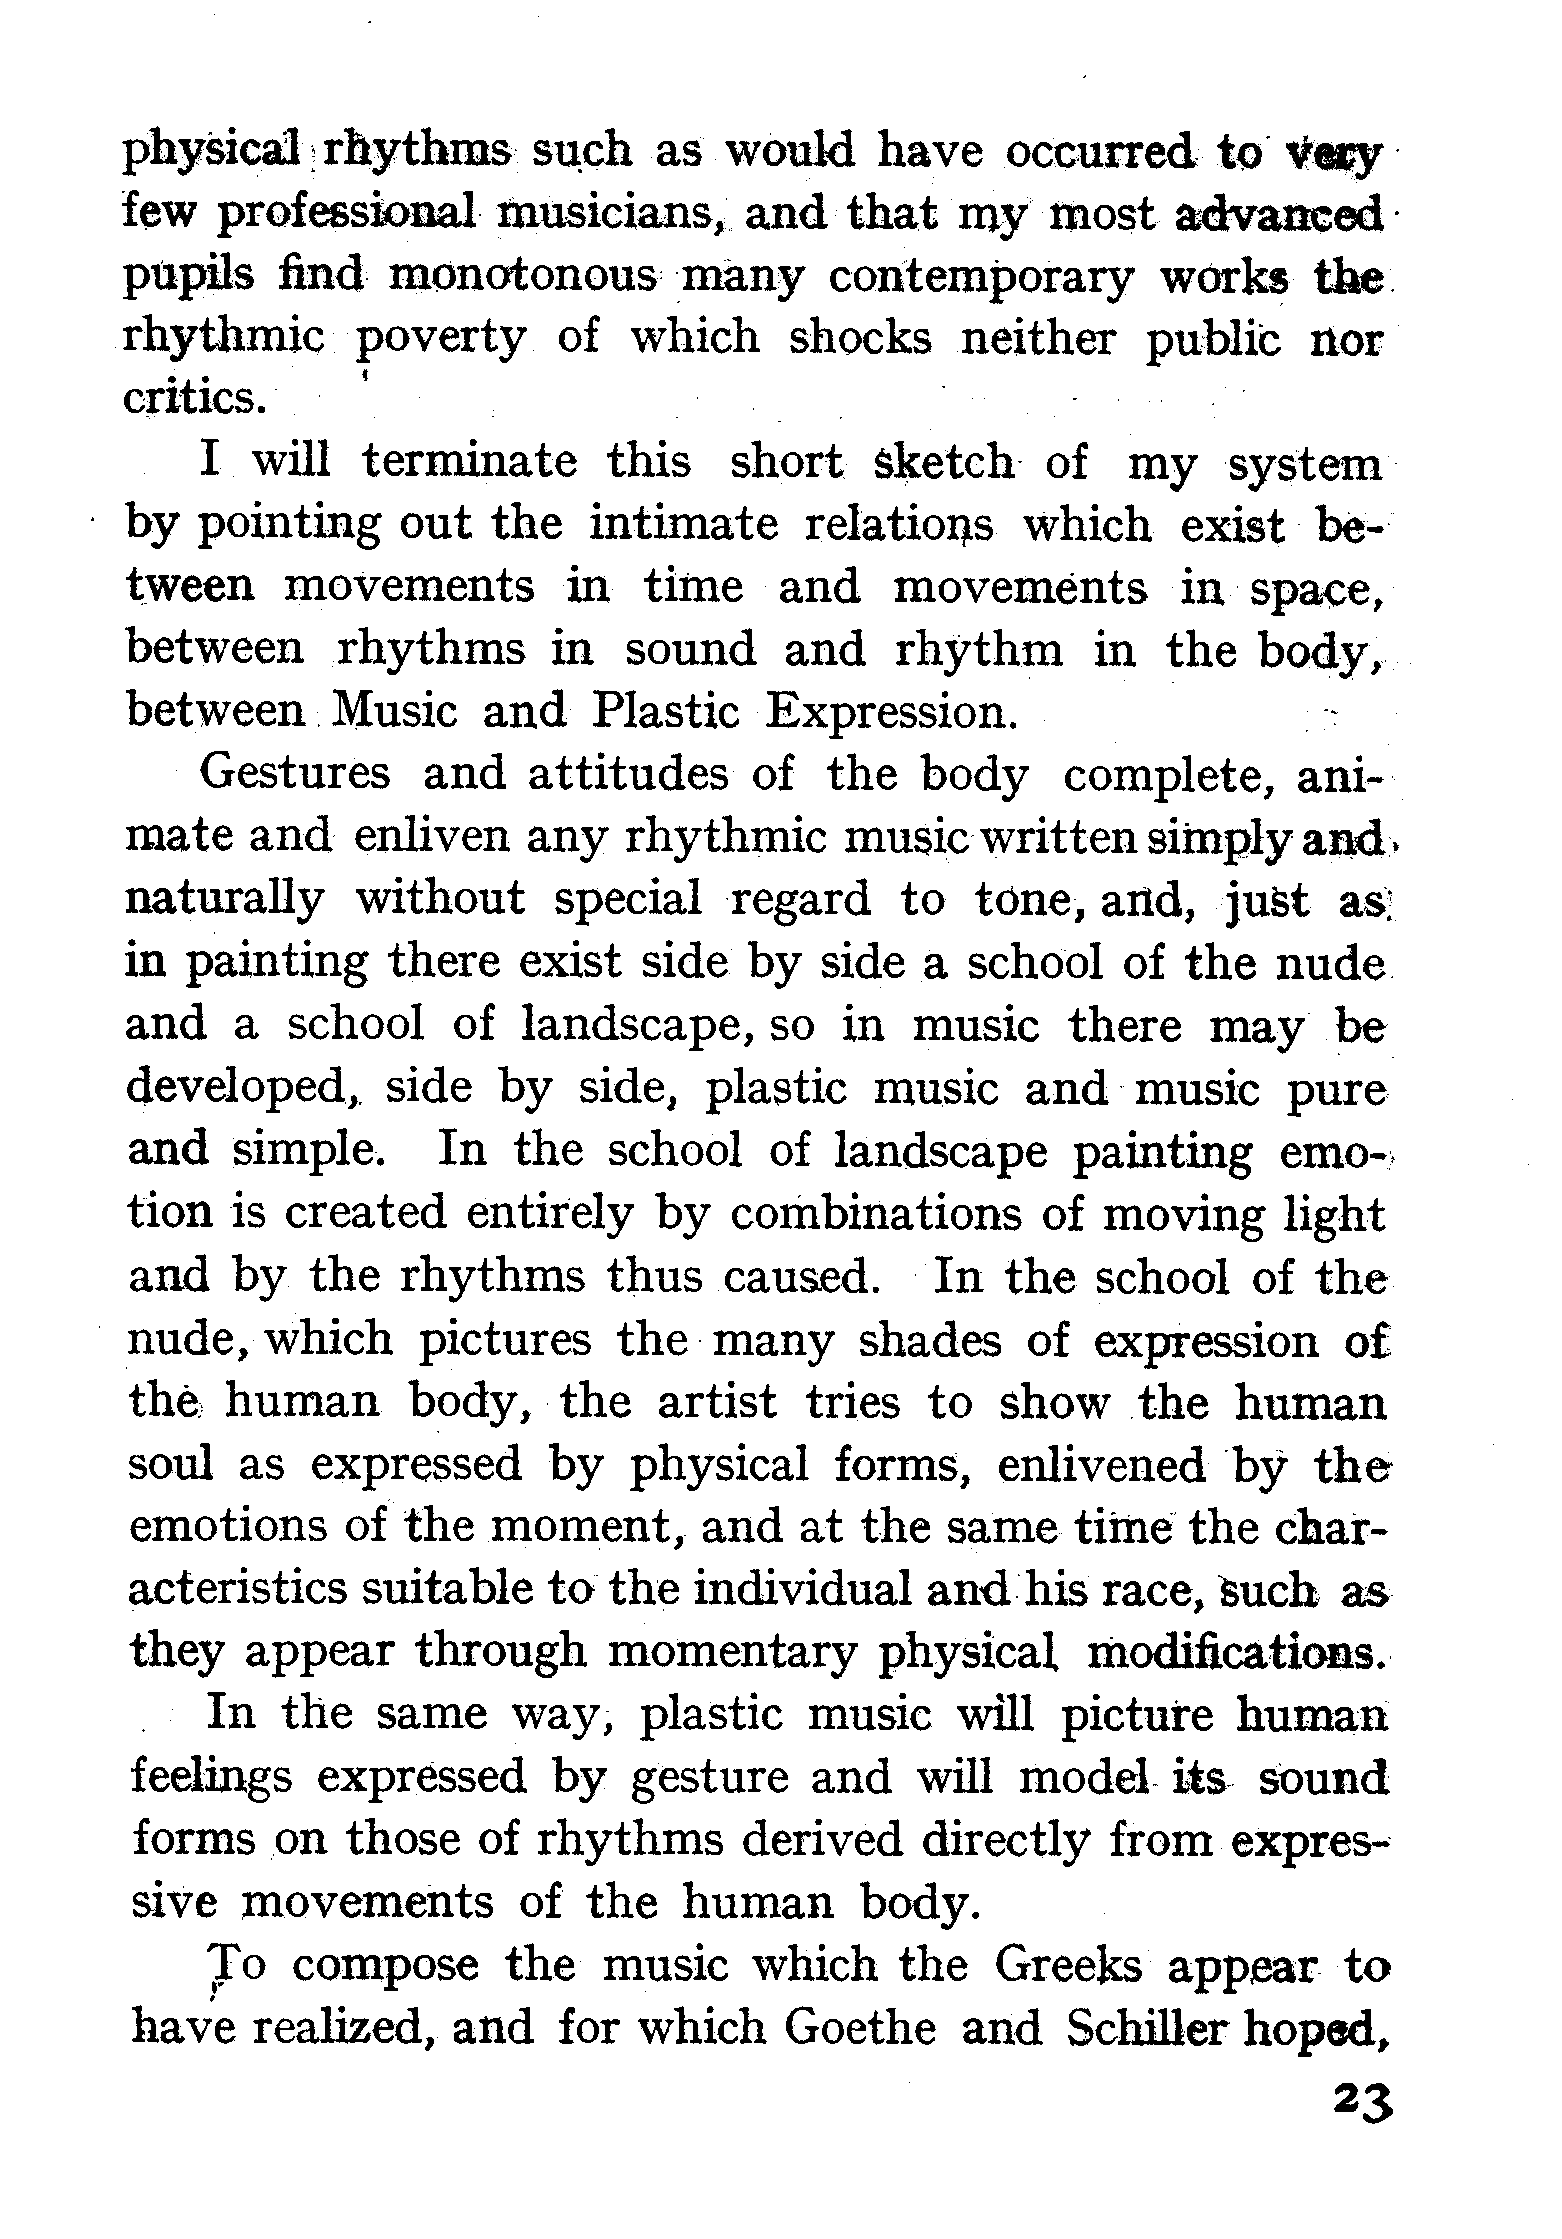 physical rhythms such as would have occurred to very
few professional musicians, and that my most advanced
pupils find monotonous many contemporary works the
rhythmic poverty of which shocks neither public nor
critics.
I will terminate this short sketch of my system
by pointing out the intimate relations which exist be-
tween movements in time and movements in space,
between rhythms in sound and rhythm in the body,
between Music and Plastic Expression.
Gestures and attitudes of the body complete, ani-
mate and enliven any rhythmic music written simply and
naturally without special regard to tone, and, just as
in painting there exist side by side a school of the nude
and a school of landscape, so in music there may be
developed, side by side, plastic music and music pure
and simple. In the school of landscape painting emo-
tion is created entirely by combinations of moving light
and by the rhythms thus caused. In the school of the
nude, which pictures the many shades of expression of
the human body, the artist tries to show the human
soul as expressed by physical forms, enlivened by the
emotions of the moment, and at the same time the char-
acteristics suitable to the individual and his race, such as
they appear through momentary physical modifications.
In the same way, plastic music will picture human
feelings expressed by gesture and will model its sound
forms on those of rhythms derived directly from expres-
sive movements of the human body.
To compose the music which the Greeks appear to
have realized, and for which Goethe and Schiller hoped,
23